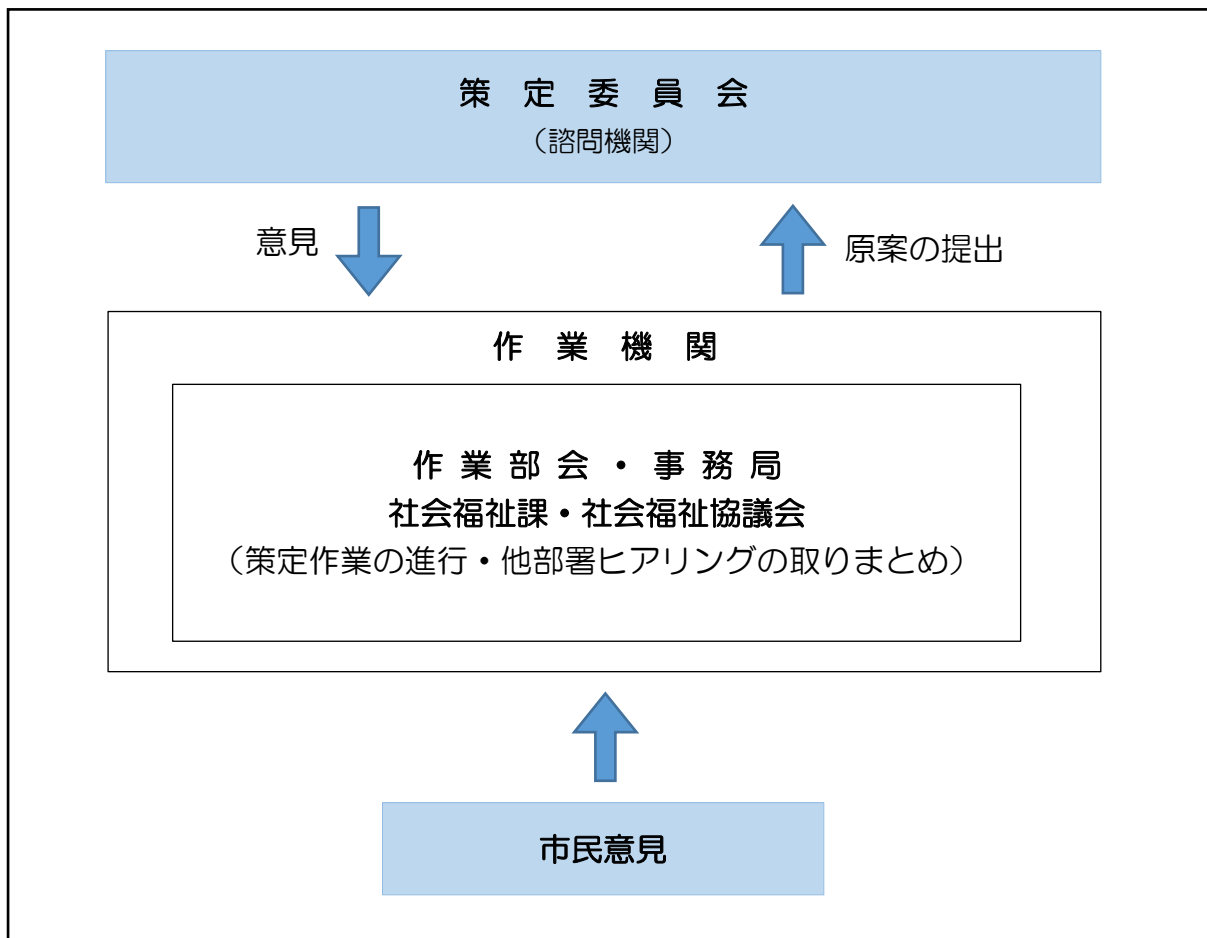 策定委員会
（諮問機関）
意見
原案の提出
作業機関
作業部会・事務局
社会福祉課・社会福祉協議会
（策定作業の進行・他部署ヒアリングの取りまとめ）
市民意見